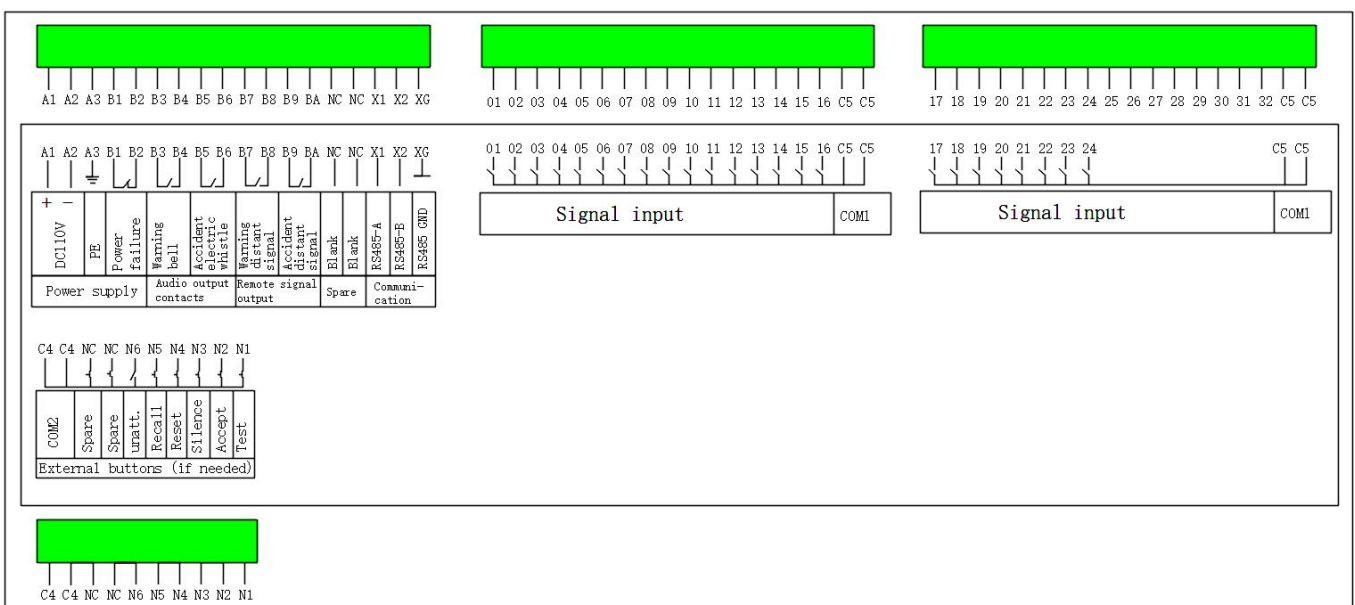 A1 A2 A3 B1 B2 B3 B4 B5 B6 B7 B8 B9 BA NC NC X1 X2 XG
01 02 03 04 05 06 07 08 09 10 11 12 13 14 15 16 C5 C5
17 18 19 20 21 22 23 24 25 26 27 28 29 30 31 32 C5 C5
A1 A2 A3 B1 B2 B3 B4 B5 B6 B7 B8 B9 BA NC NC X1 X2 XG
+ −
DC110V
PE
Power
failure
Warning
bell
Accident
electric
whistle
Warning
distant
signal
Accident
distant
signal
Blank
Blank
RS485-A
RS485-B
RS485 GND
Power supply
Audio output
contacts
Remote signal
output
Spare
Communi-
cation
01 02 03 04 05 06 07 08 09 10 11 12 13 14 15 16 C5 C5
Signal input
COM1
17 18 19 20 21 22 23 24
C5 C5
Signal input
COM1
C4 C4 NC NC N6 N5 N4 N3 N2 N1
COM2
Spare
Spare
unatt.
Recall
Reset
Silence
Accept
Test
External buttons (if needed)
C4 C4 NC NC N6 N5 N4 N3 N2 N1